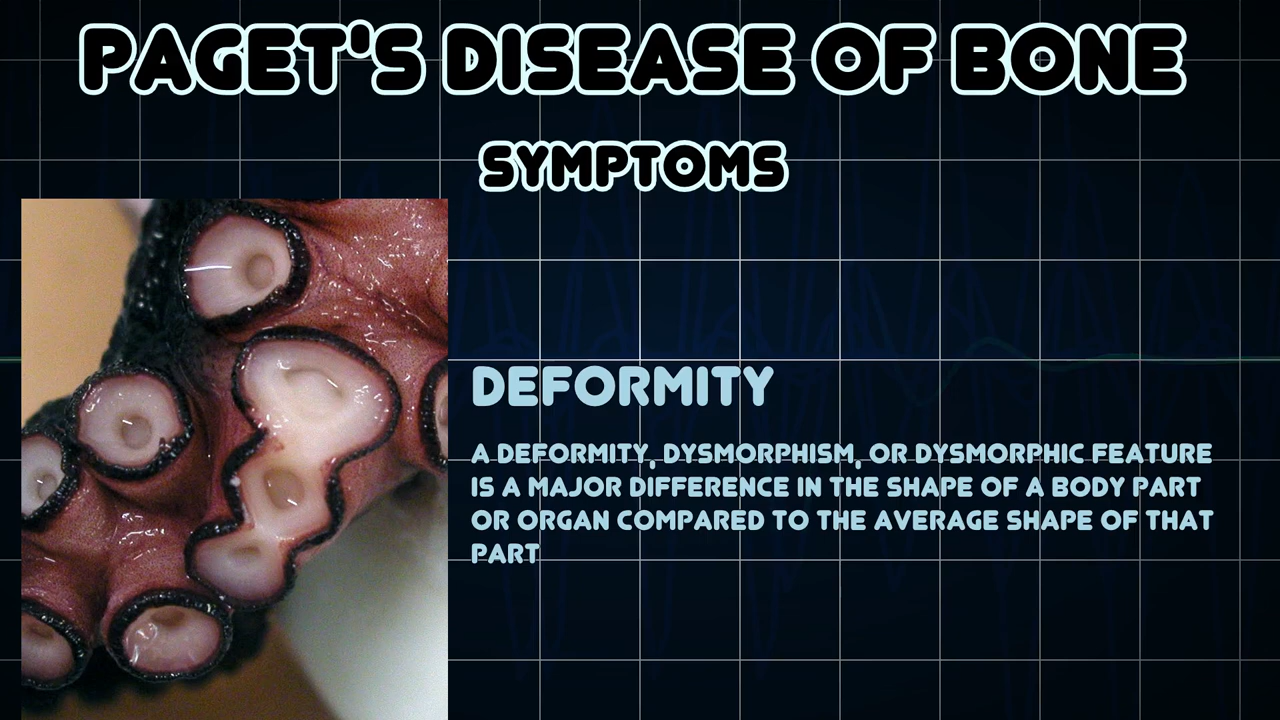 PAGET'S DISEASE OF BONE
SYMPTOMS
DEFORMITY
A DEFORMITY, DYSMORPHISM, OR DYSMORPHIC FEATURE
IS A MAJOR DIFFERENCE IN THE SHAPE OF A BODY PART
OR ORGAN COMPARED TO THE AVERAGE SHAPE OF THAT
PART